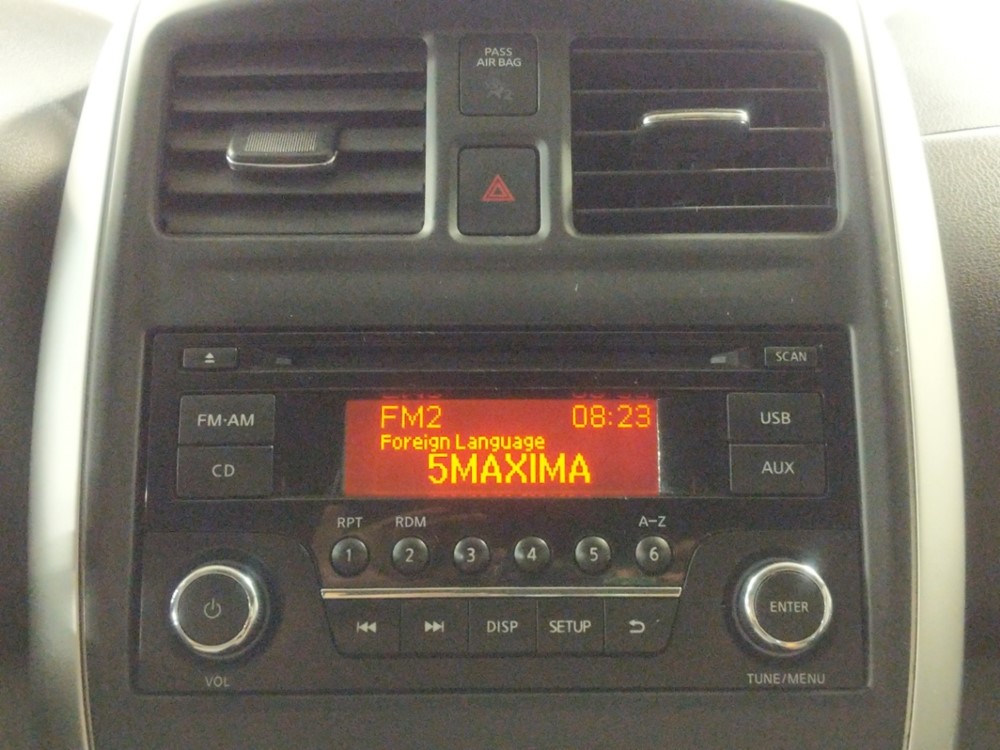 PASS
AIR BAG
SCAN
FM·AM
FM2 08:23
USB
Foreign Language
CD
5MAXIMA
AUX
RPT RDM A-Z
1 2 3 4 5 6
ENTER
DISP SETUP
VOL
TUNE/MENU